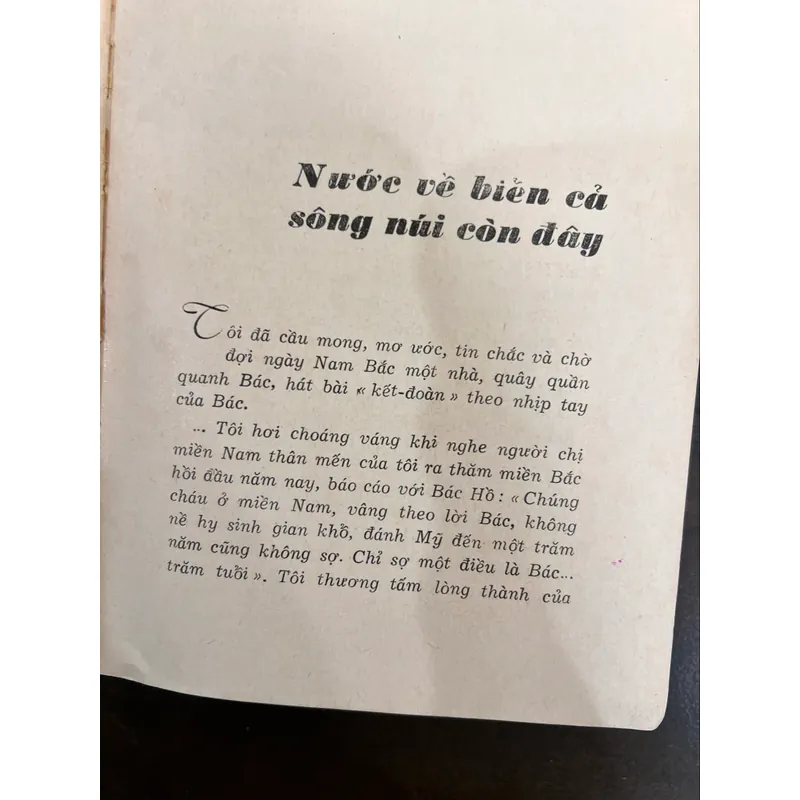 Nước về biển cả
sông núi còn đây
Tôi đã cầu mong, mơ ước, tin chắc và chờ
đợi ngày Nam Bắc một nhà, quây quần
quanh Bác, hát bài « kết-đoàn » theo nhịp tay
của Bác.
... Tôi hơi choáng váng khi nghe người chị
miền Nam thân mến của tôi ra thăm miền Bắc
hồi đầu năm nay, báo cáo với Bác Hồ : « Chúng
cháu ở miền Nam, vâng theo lời Bác, không
nề hy sinh gian khổ, đánh Mỹ đến một trăm
năm cũng không sợ. Chỉ sợ một điều là Bác...
trăm tuổi ». Tôi thương tấm lòng thành của